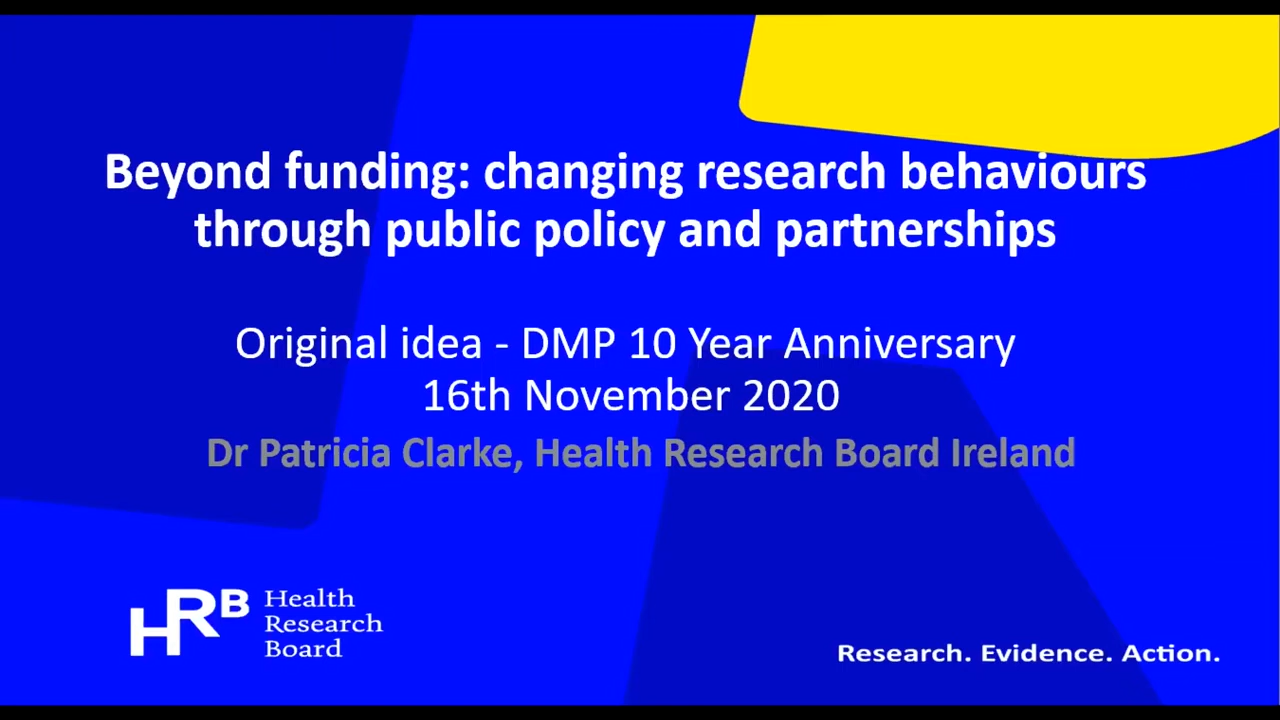 Beyond funding: changing research behaviours
through public policy and partnerships
Original idea - DMP 10 Year Anniversary
16th November 2020
Dr Patricia Clarke, Health Research Board Ireland
HRB
Health
Research
Board
Research. Evidence. Action.